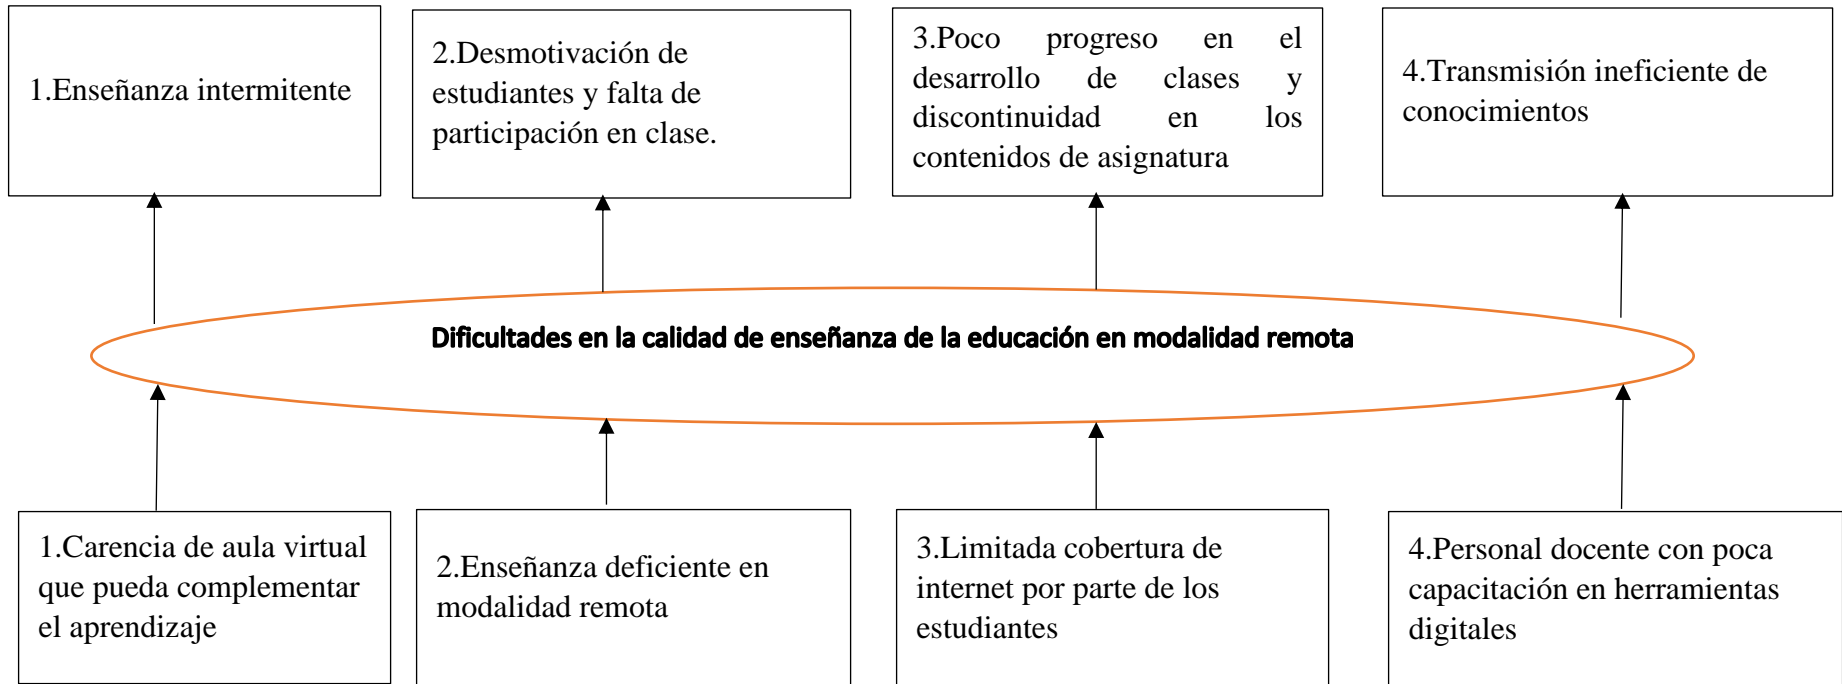 1.Enseñanza intermitente
2.Desmotivación de
estudiantes y falta de
participación en clase.
3.Poco progreso en el
desarrollo de clases y
discontinuidad en los
contenidos de asignatura
4.Transmisión ineficiente de
conocimientos
Dificultades en la calidad de enseñanza de la educación en modalidad remota
1.Carencia de aula virtual
que pueda complementar
el aprendizaje
2.Enseñanza deficiente en
modalidad remota
3.Limitada cobertura de
internet por parte de los
estudiantes
4.Personal docente con poca
capacitación en herramientas
digitales